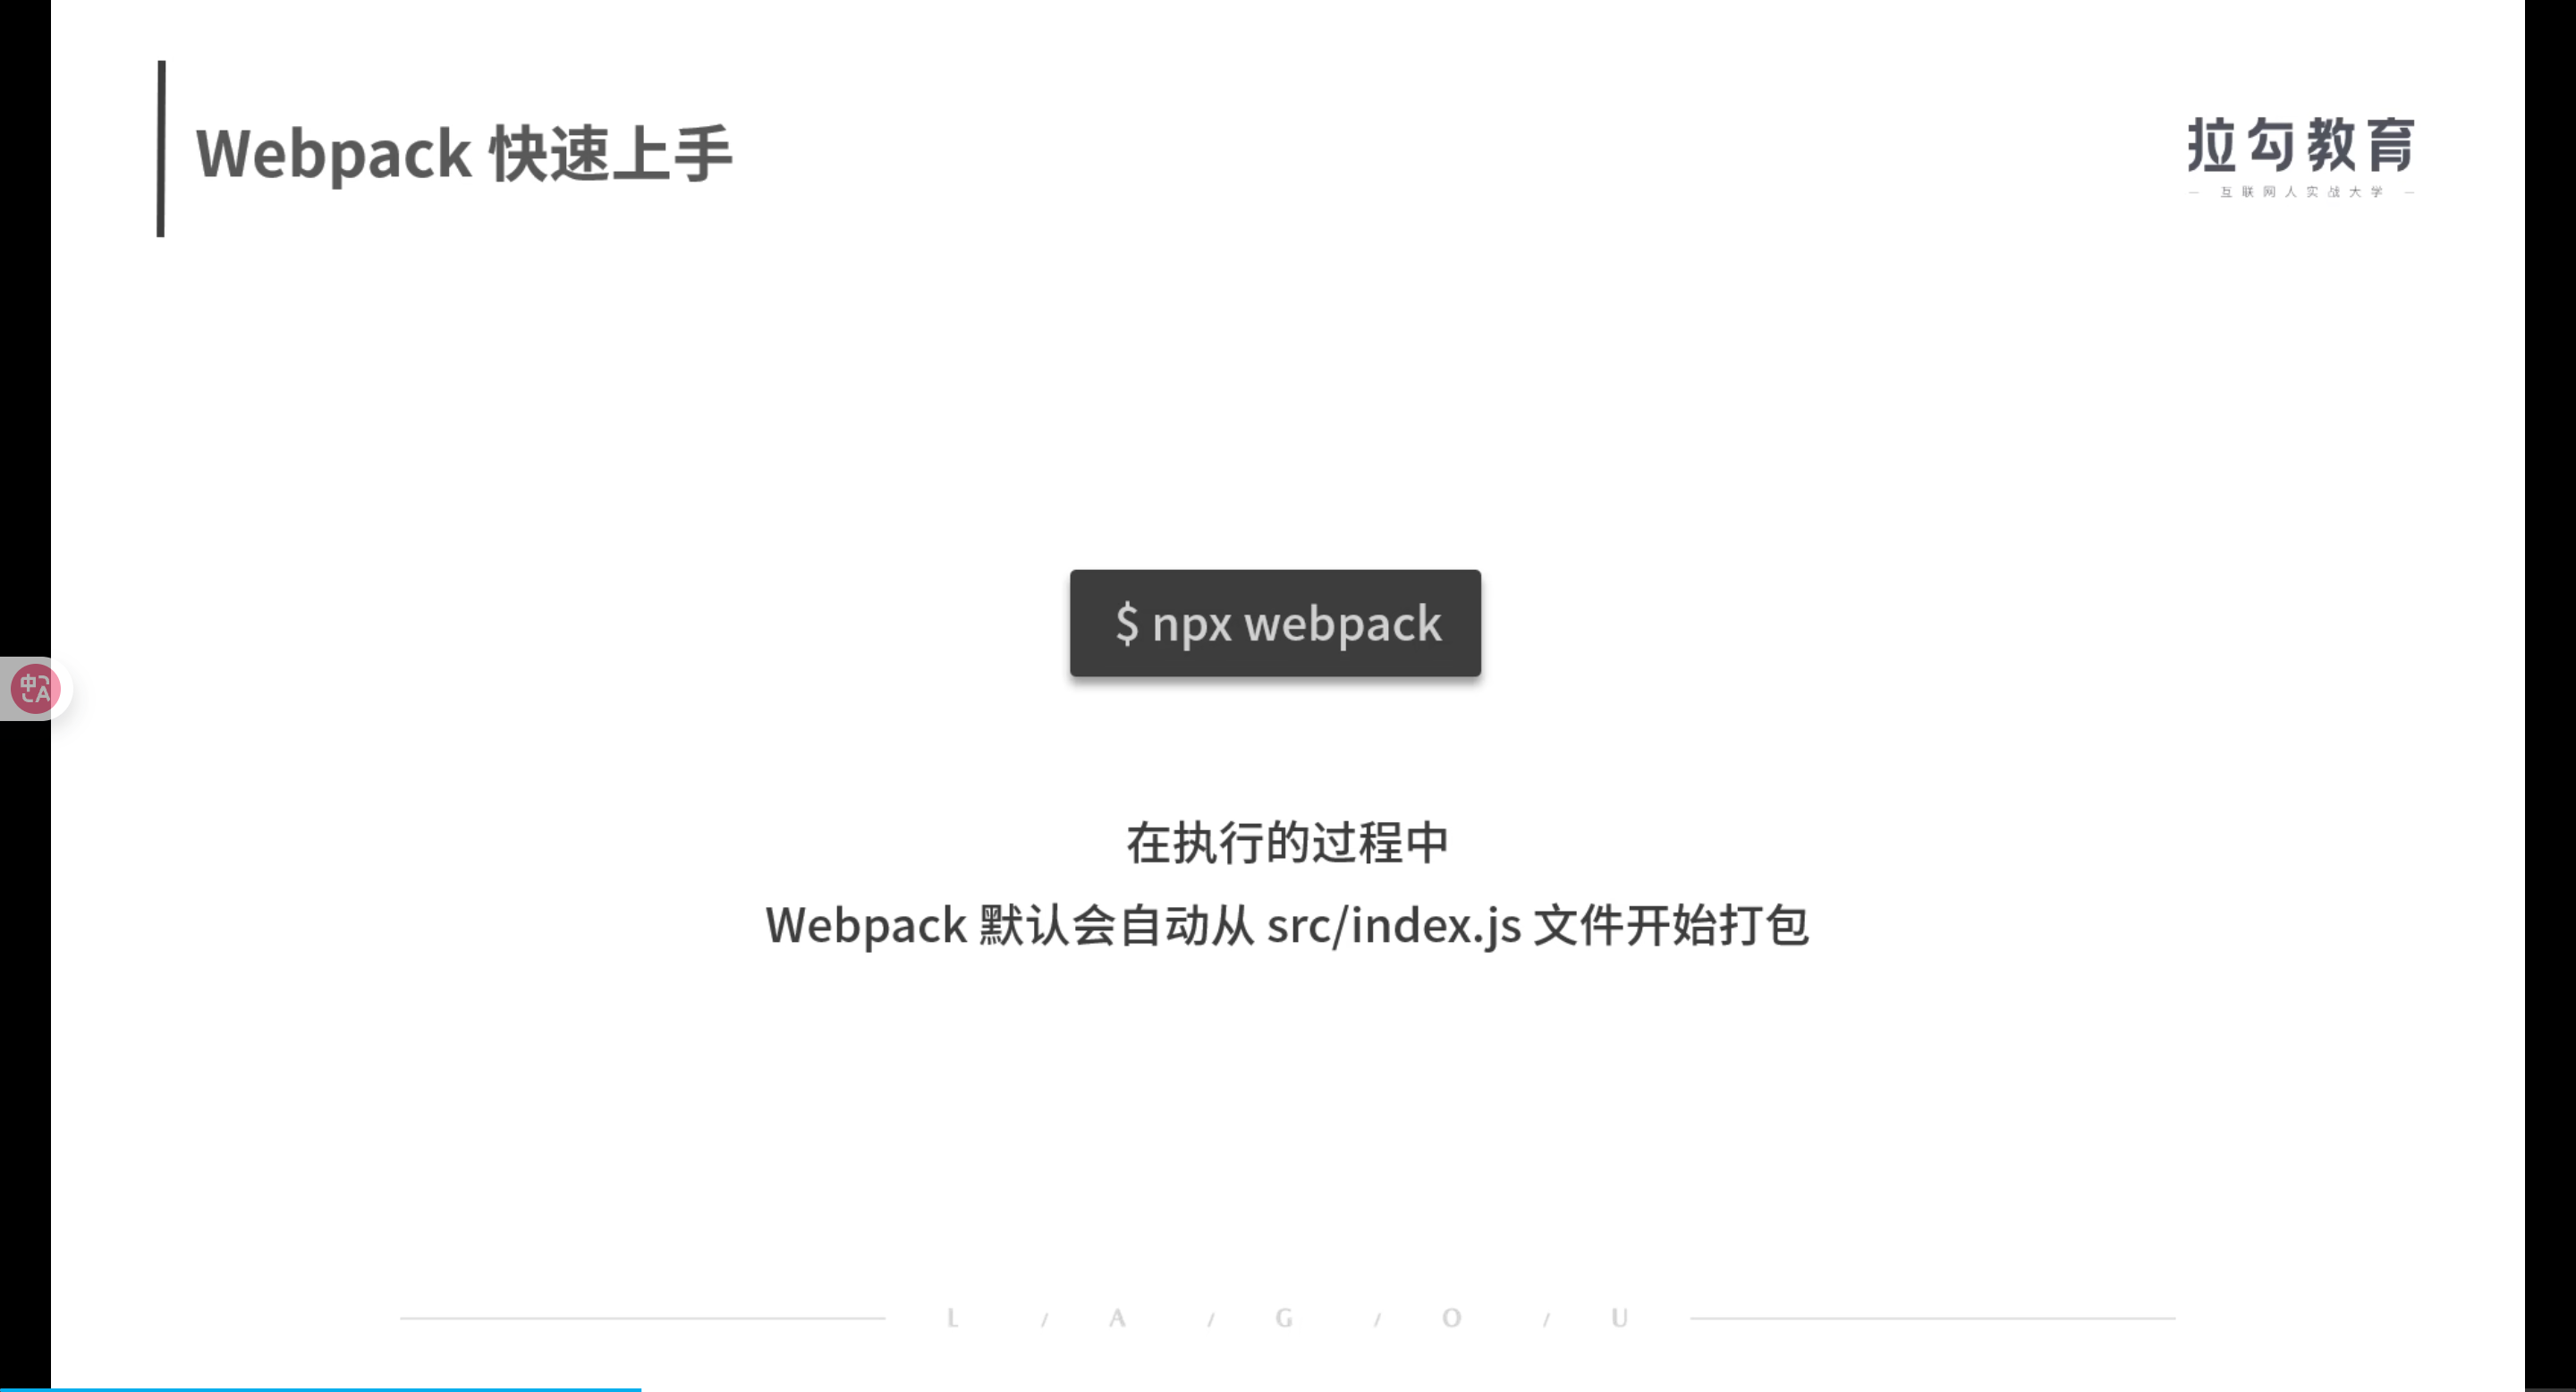 Webpack 快速上手
拉勾教育
— 互联网人实战大学 —
$ npx webpack
在执行的过程中
Webpack 默认会自动从 src/index.js 文件开始打包
L / A / G / O / U
中A